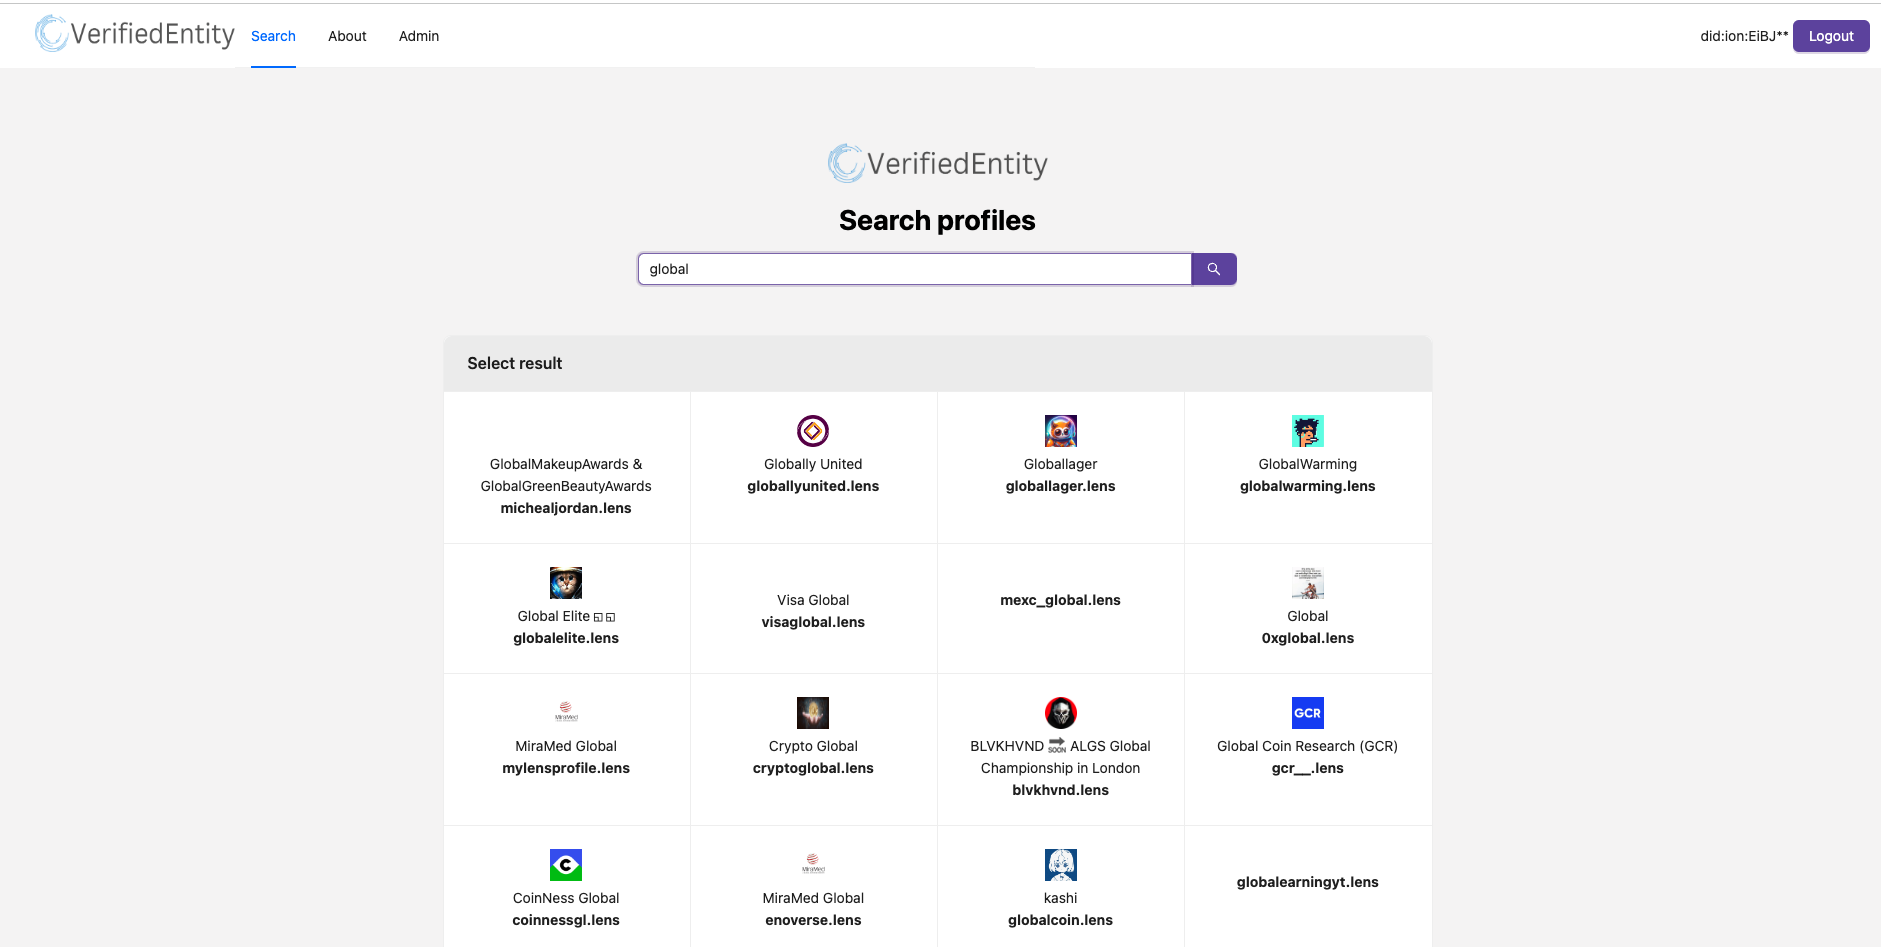 VerifiedEntity
Search
About
Admin
did:ion:EiBJ**
Logout
VerifiedEntity
Search profiles
global
Select result
GlobalMakeupAwards &
GlobalGreenBeautyAwards
michealjordan.lens
Globally United
globallyunited.lens
Globallager
globallager.lens
GlobalWarming
globalwarming.lens
Global Elite
globalelite.lens
Visa Global
visaglobal.lens
mexc_global.lens
Global
0xglobal.lens
MiraMed
MiraMed Global
mylensprofile.lens
Crypto Global
cryptoglobal.lens
BLVKHVND SOON ALGS Global
Championship in London
blvkhvnd.lens
GCR
Global Coin Research (GCR)
gcr__.lens
C
CoinNess Global
coinnessgl.lens
MiraMed
MiraMed Global
enoverse.lens
kashi
globalcoin.lens
globalearningyt.lens